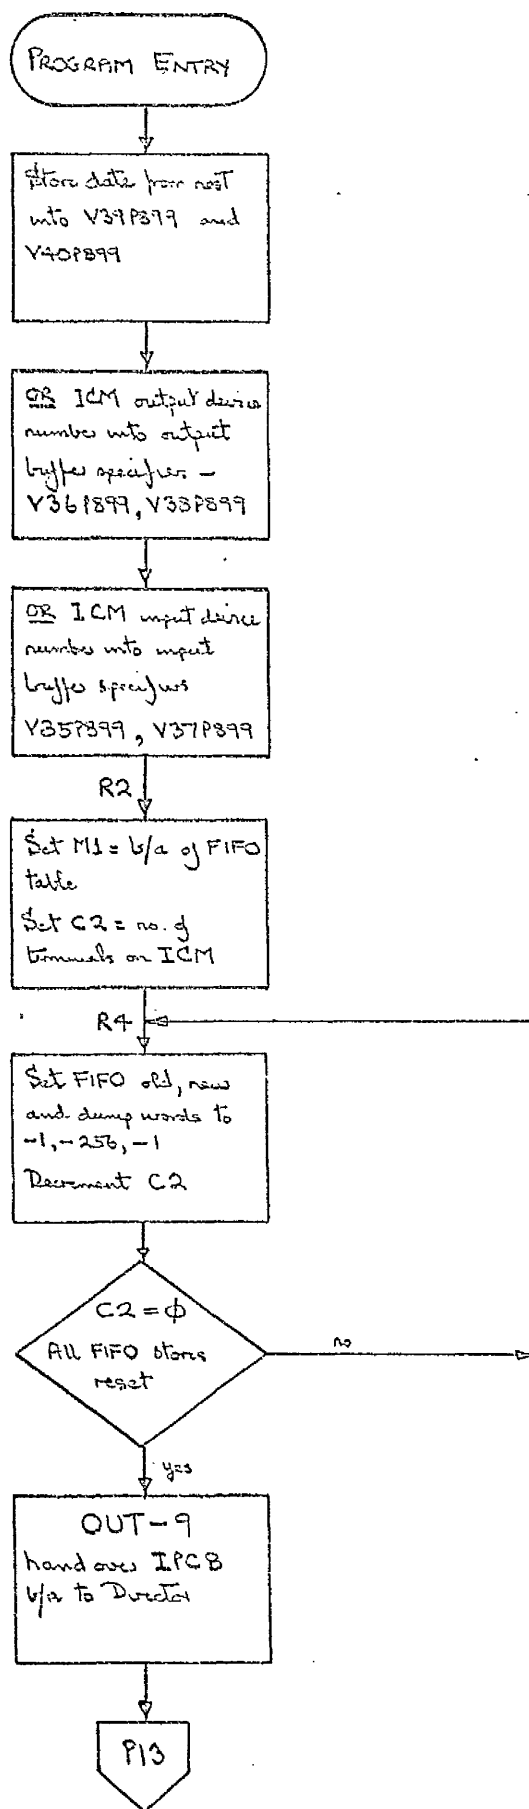 PROGRAM ENTRY
Store date from nest
into V39P899 and
V40P899
OR ICM output device
number into output
buffer specifiers -
V36P899, V38P899
OR ICM input device
number into input
buffer specifiers
V35P899, V37P899
R2
Set M1 = b/a of FIFO
table
Set C2 = no. of
terminals on ICM
R4
Set FIFO old, new
and dump words to
-1, -256, -1
Decrement C2
C2 = ϕ
All FIFO stores
reset
no
yes
OUT-9
hand over IPCB
b/a to Director
P13